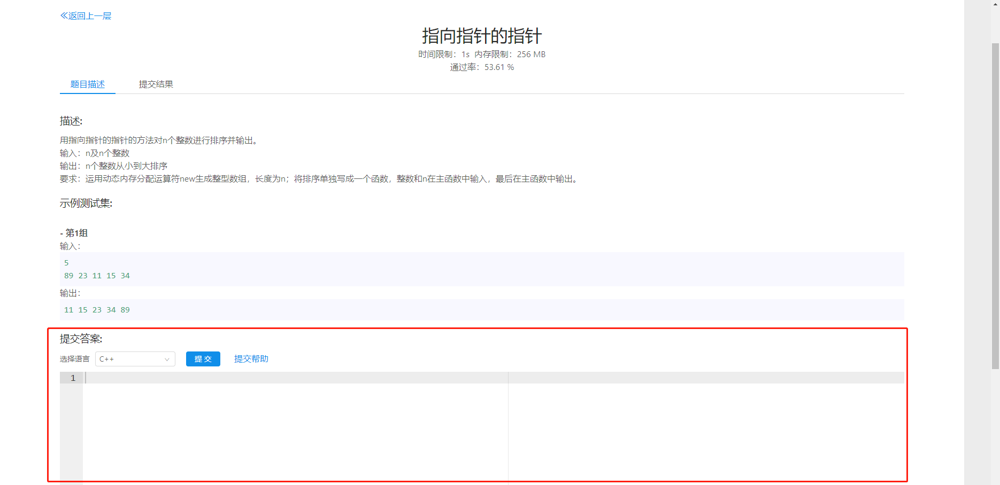 ≪返回上一层
指向指针的指针
时间限制：1s 内存限制：256 MB
通过率：53.61 %
题目描述 提交结果
描述:
用指向指针的指针的方法对n个整数进行排序并输出。
输入：n及n个整数
输出：n个整数从小到大排序
要求：运用动态内存分配运算符new生成整型数组，长度为n；将排序单独写成一个函数，整数和n在主函数中输入，最后在主函数中输出。
示例测试集:
- 第1组
输入：
5
89 23 11 15 34
输出：
11 15 23 34 89
提交答案:
选择语言 C++ 提 交 提交帮助
1